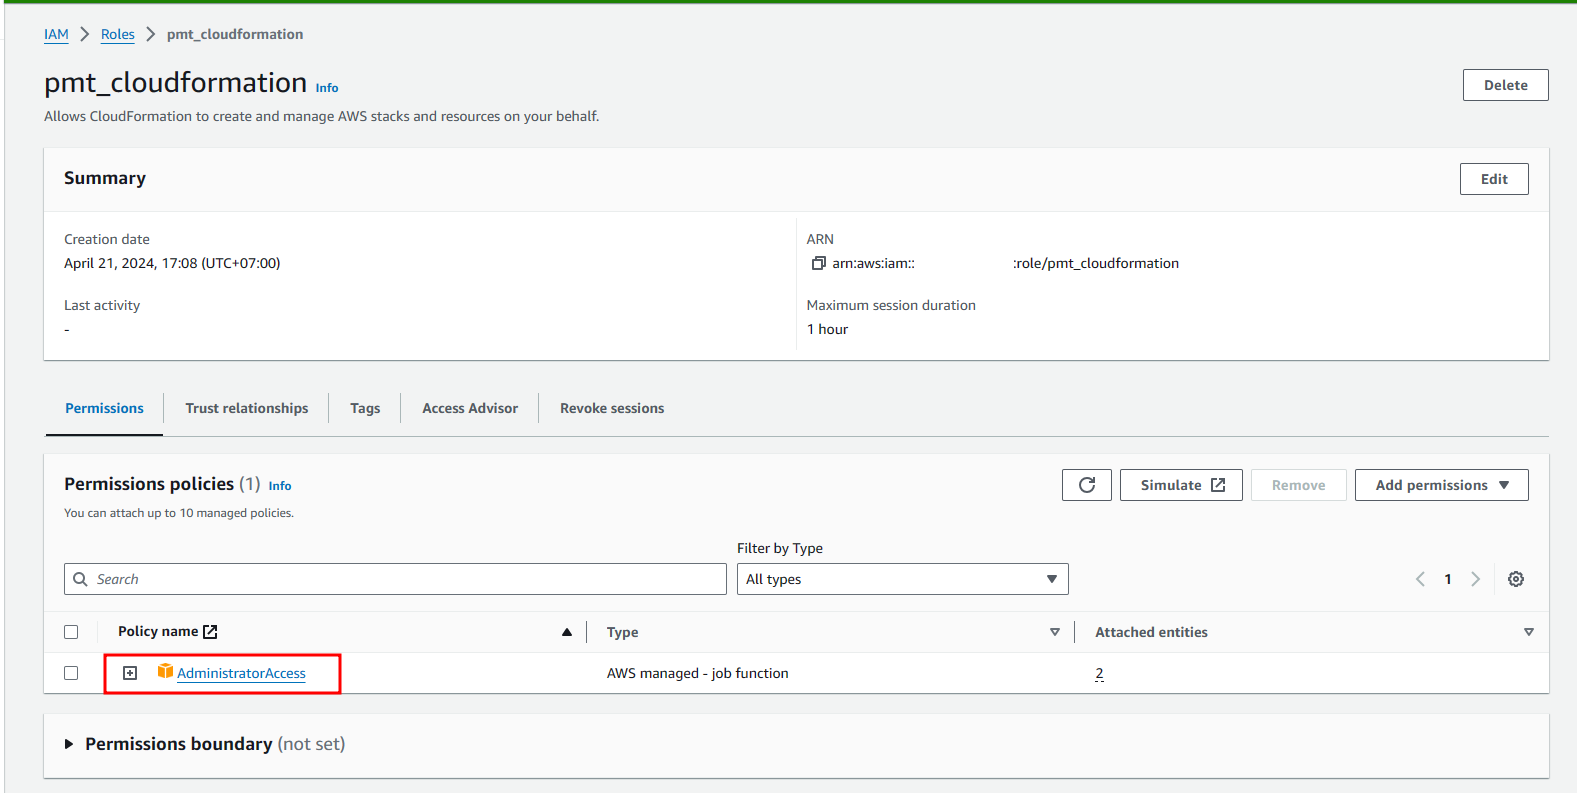 IAM > Roles > pmt_cloudformation
pmt_cloudformation Info
Delete
Allows CloudFormation to create and manage AWS stacks and resources on your behalf.
Summary
Edit
Creation date
April 21, 2024, 17:08 (UTC+07:00)
ARN
arn:aws:iam:: :role/pmt_cloudformation
Last activity
-
Maximum session duration
1 hour
Permissions
Trust relationships
Tags
Access Advisor
Revoke sessions
Permissions policies (1) Info
You can attach up to 10 managed policies.
Simulate
Remove
Add permissions
Filter by Type
Search
All types
1
Policy name
Type
Attached entities
AdministratorAccess
AWS managed - job function
2
Permissions boundary (not set)